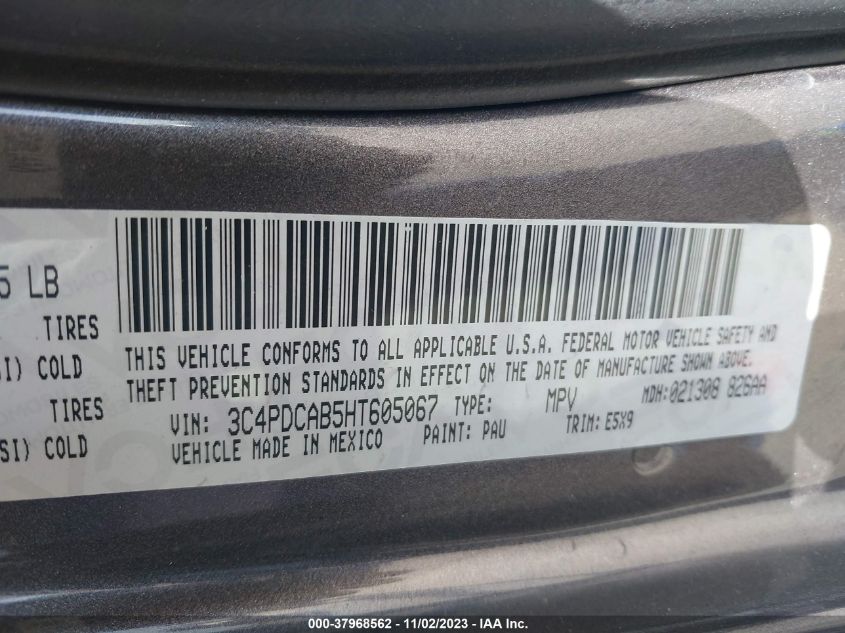 5 LB
TIRES
SI) COLD
TIRES
SI) COLD
THIS VEHICLE CONFORMS TO ALL APPLICABLE U.S.A. FEDERAL MOTOR VEHICLE SAFETY AND
THEFT PREVENTION STANDARDS IN EFFECT ON THE DATE OF MANUFACTURE SHOWN ABOVE.
VIN: 3C4PDCAB5HT605067 TYPE: MPV MDH:021308 826AA
VEHICLE MADE IN MEXICO PAINT: PAU TRIM: E5X9
000-37968562 - 11/02/2023 - IAA Inc.